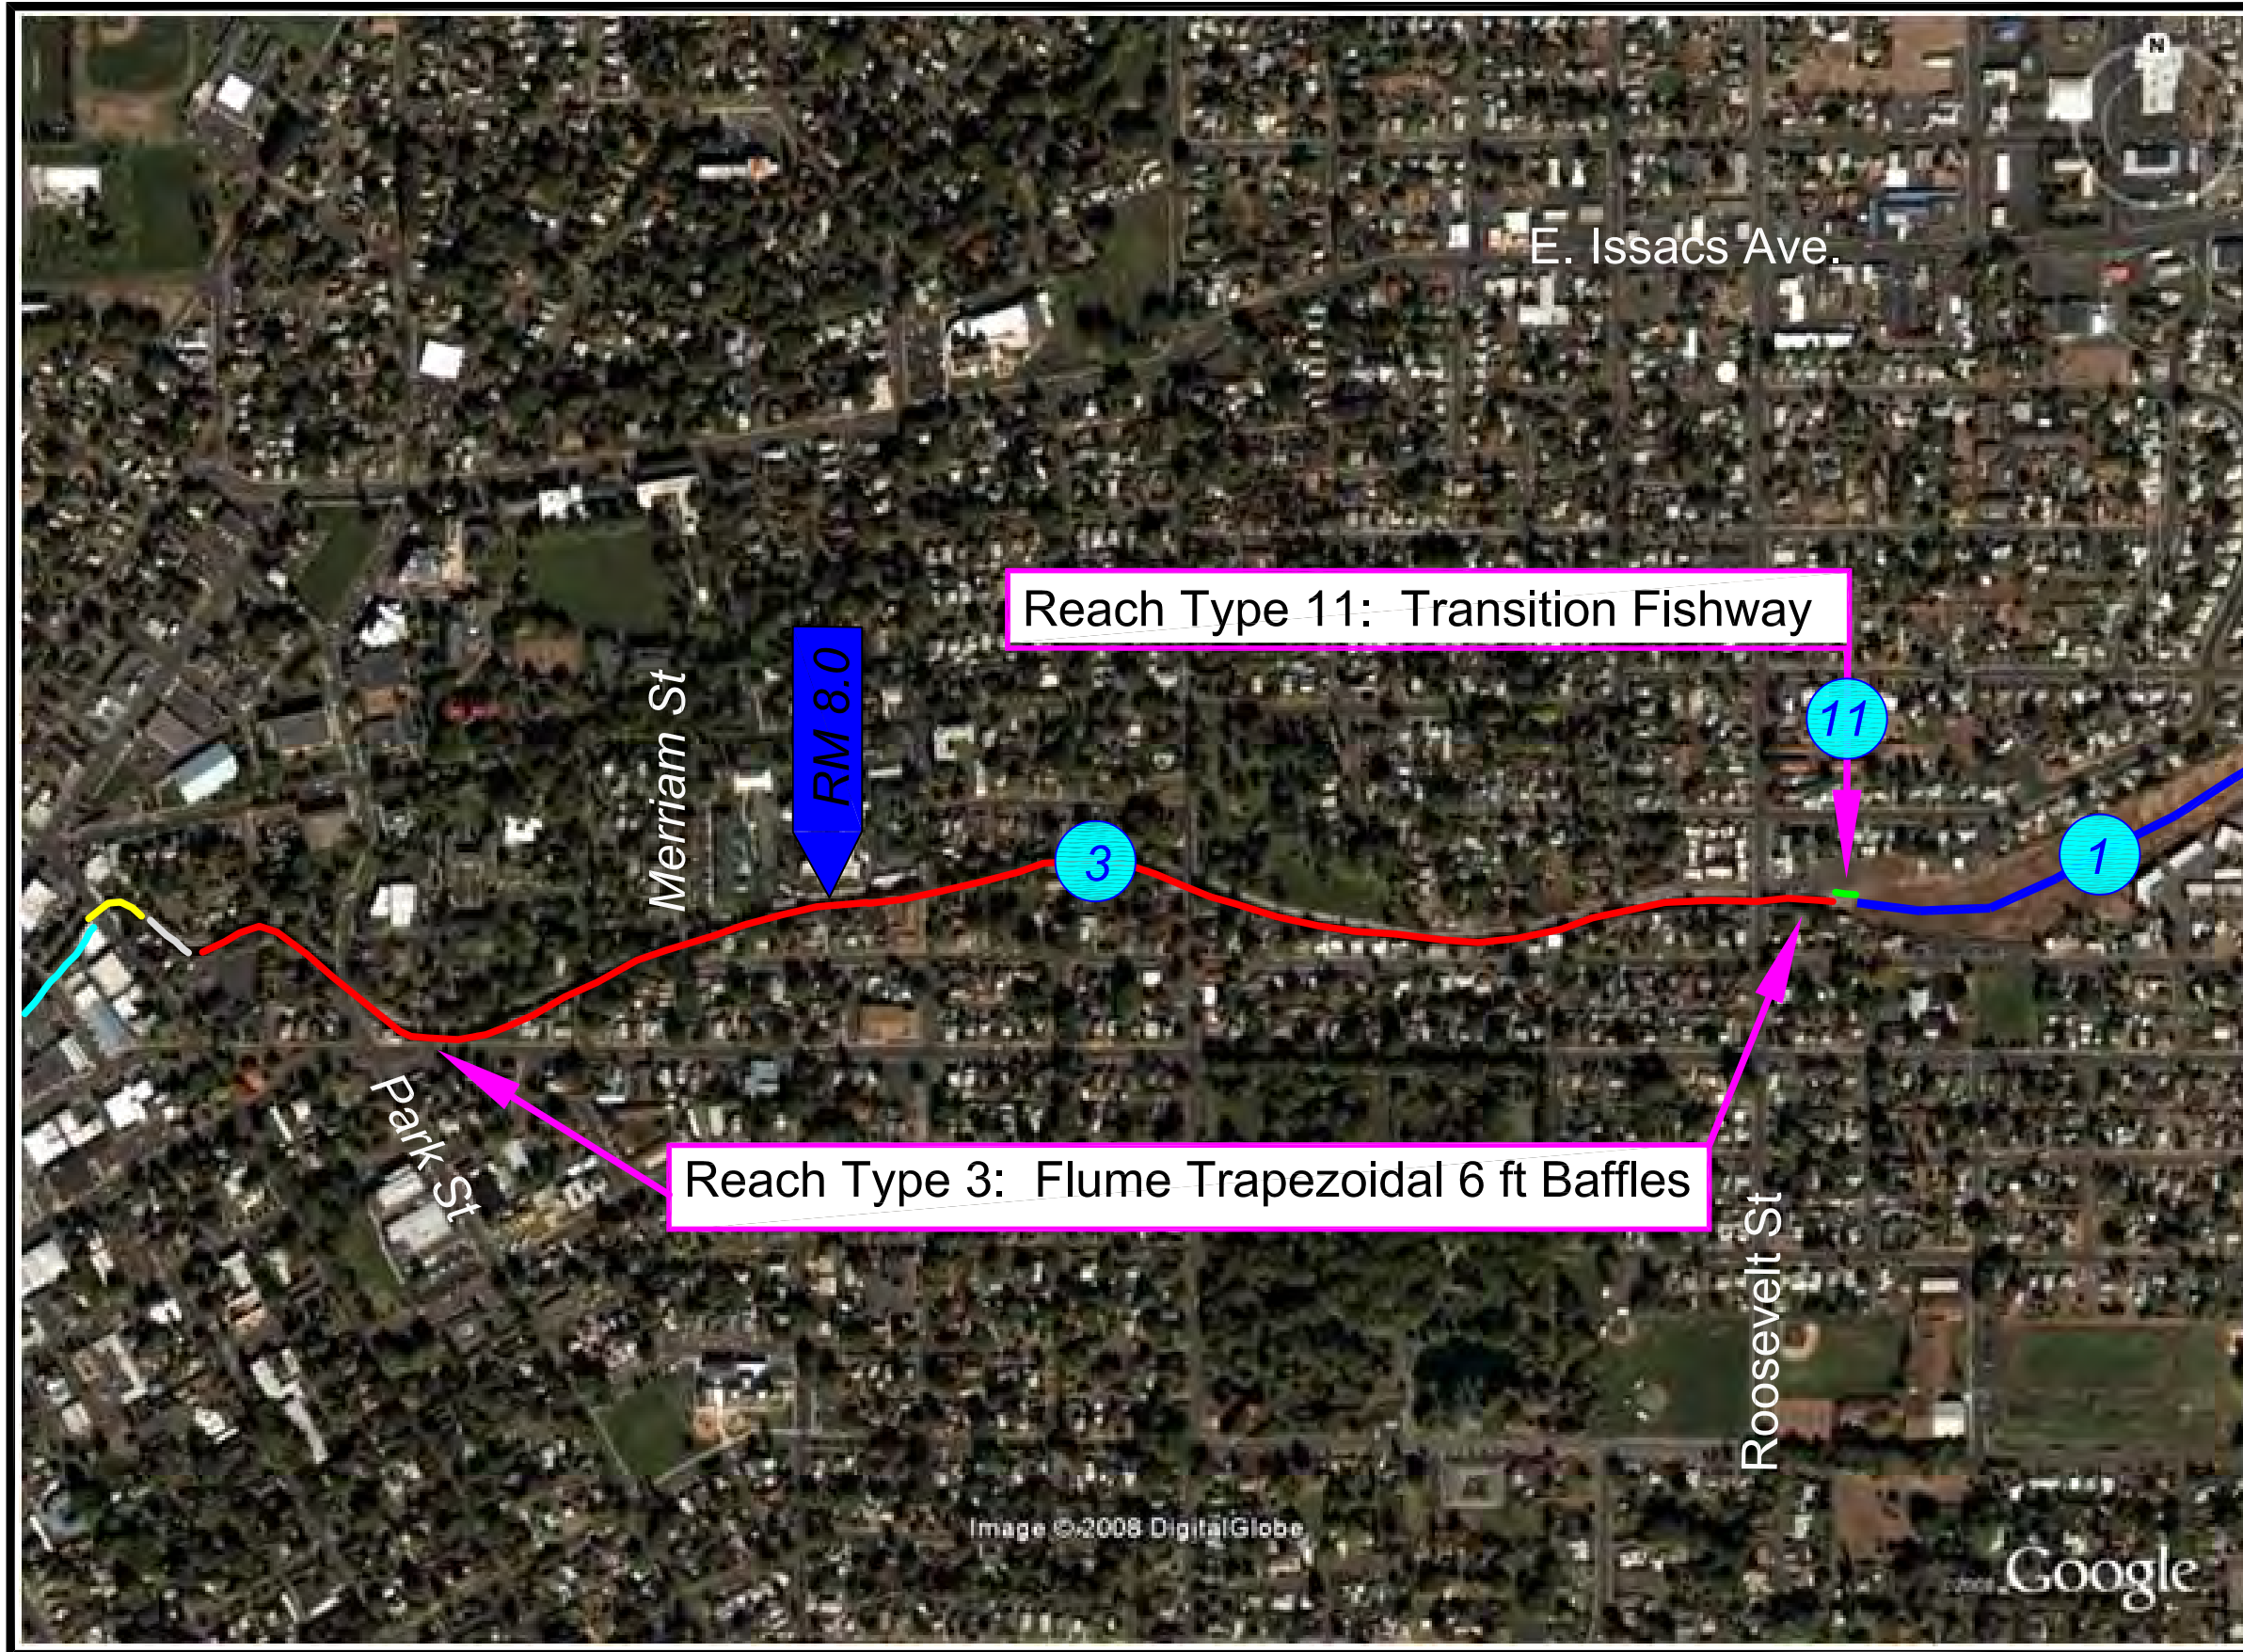 N
E. Issacs Ave.
Reach Type 11: Transition Fishway
Merriam St
RM 8.0
11
3
1
Park St
Reach Type 3: Flume Trapezoidal 6 ft Baffles
Roosevelt St
Image © 2008 DigitalGlobe
Google